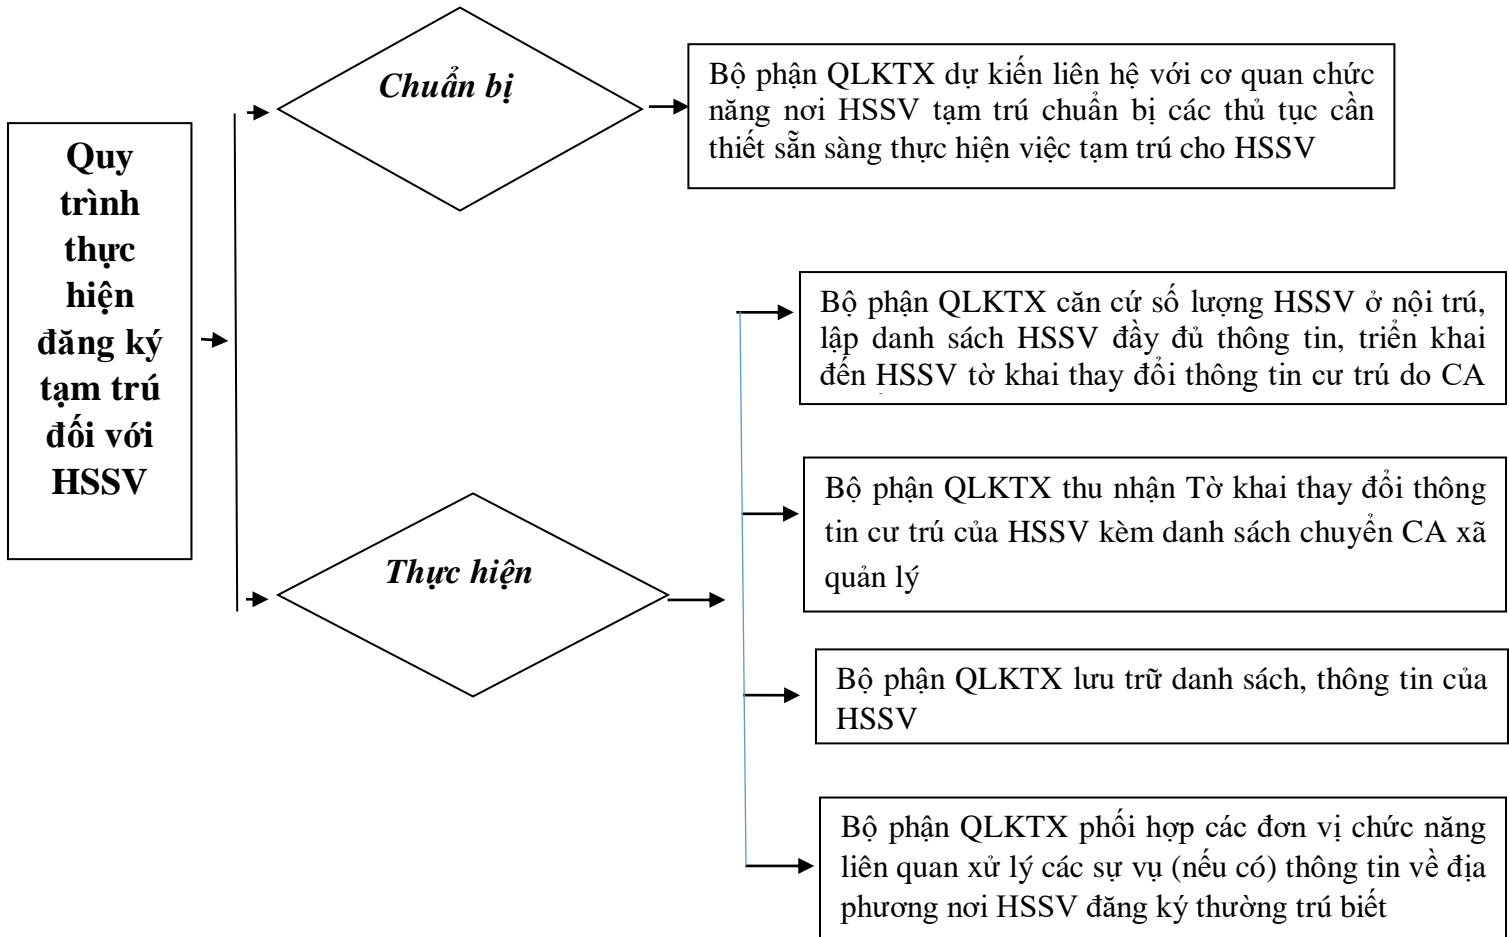 Quy
trình
thực
hiện
đăng ký
tạm trú
đối với
HSSV
Chuẩn bị
Bộ phận QLKTX dự kiến liên hệ với cơ quan chức
năng nơi HSSV tạm trú chuẩn bị các thủ tục cần
thiết sẵn sàng thực hiện việc tạm trú cho HSSV
Thực hiện
Bộ phận QLKTX căn cứ số lượng HSSV ở nội trú,
lập danh sách HSSV đầy đủ thông tin, triển khai
đến HSSV tờ khai thay đổi thông tin cư trú do CA
Bộ phận QLKTX thu nhận Tờ khai thay đổi thông
tin cư trú của HSSV kèm danh sách chuyển CA xã
quản lý
Bộ phận QLKTX lưu trữ danh sách, thông tin của
HSSV
Bộ phận QLKTX phối hợp các đơn vị chức năng
liên quan xử lý các sự vụ (nếu có) thông tin về địa
phương nơi HSSV đăng ký thường trú biết